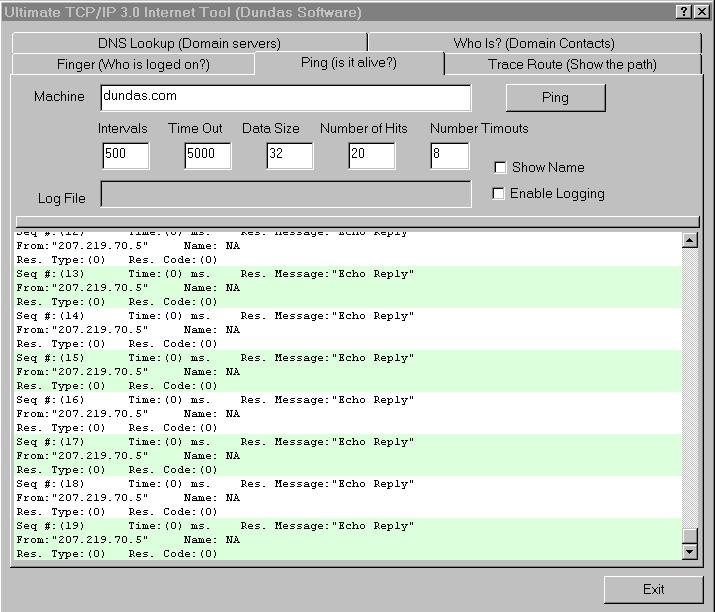 Ultimate TCP/IP 3.0 Internet Tool (Dundas Software)
DNS Lookup (Domain servers) Who Is? (Domain Contacts)
Finger (Who is loged on?) Ping (is it alive?) Trace Route (Show the path)
Machine dundas.com Ping
Intervals Time Out Data Size Number of Hits Number Timouts
500 5000 32 20 8
Show Name
Log File Enable Logging
Seq #:(12) Time:(0) ms. Res. Message:"Echo Reply"
From:"207.219.70.5" Name: NA
Res. Type:(0) Res. Code:(0)
Seq #:(13) Time:(0) ms. Res. Message:"Echo Reply"
From:"207.219.70.5" Name: NA
Res. Type:(0) Res. Code:(0)
Seq #:(14) Time:(0) ms. Res. Message:"Echo Reply"
From:"207.219.70.5" Name: NA
Res. Type:(0) Res. Code:(0)
Seq #:(15) Time:(0) ms. Res. Message:"Echo Reply"
From:"207.219.70.5" Name: NA
Res. Type:(0) Res. Code:(0)
Seq #:(16) Time:(0) ms. Res. Message:"Echo Reply"
From:"207.219.70.5" Name: NA
Res. Type:(0) Res. Code:(0)
Seq #:(17) Time:(0) ms. Res. Message:"Echo Reply"
From:"207.219.70.5" Name: NA
Res. Type:(0) Res. Code:(0)
Seq #:(18) Time:(0) ms. Res. Message:"Echo Reply"
From:"207.219.70.5" Name: NA
Res. Type:(0) Res. Code:(0)
Seq #:(19) Time:(0) ms. Res. Message:"Echo Reply"
From:"207.219.70.5" Name: NA
Res. Type:(0) Res. Code:(0)
Exit